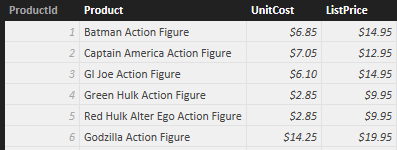 ProductId Product UnitCost ListPrice
1 Batman Action Figure $6.85 $14.95
2 Captain America Action Figure $7.05 $12.95
3 GI Joe Action Figure $6.10 $14.95
4 Green Hulk Action Figure $2.85 $9.95
5 Red Hulk Alter Ego Action Figure $2.85 $9.95
6 Godzilla Action Figure $14.25 $19.95